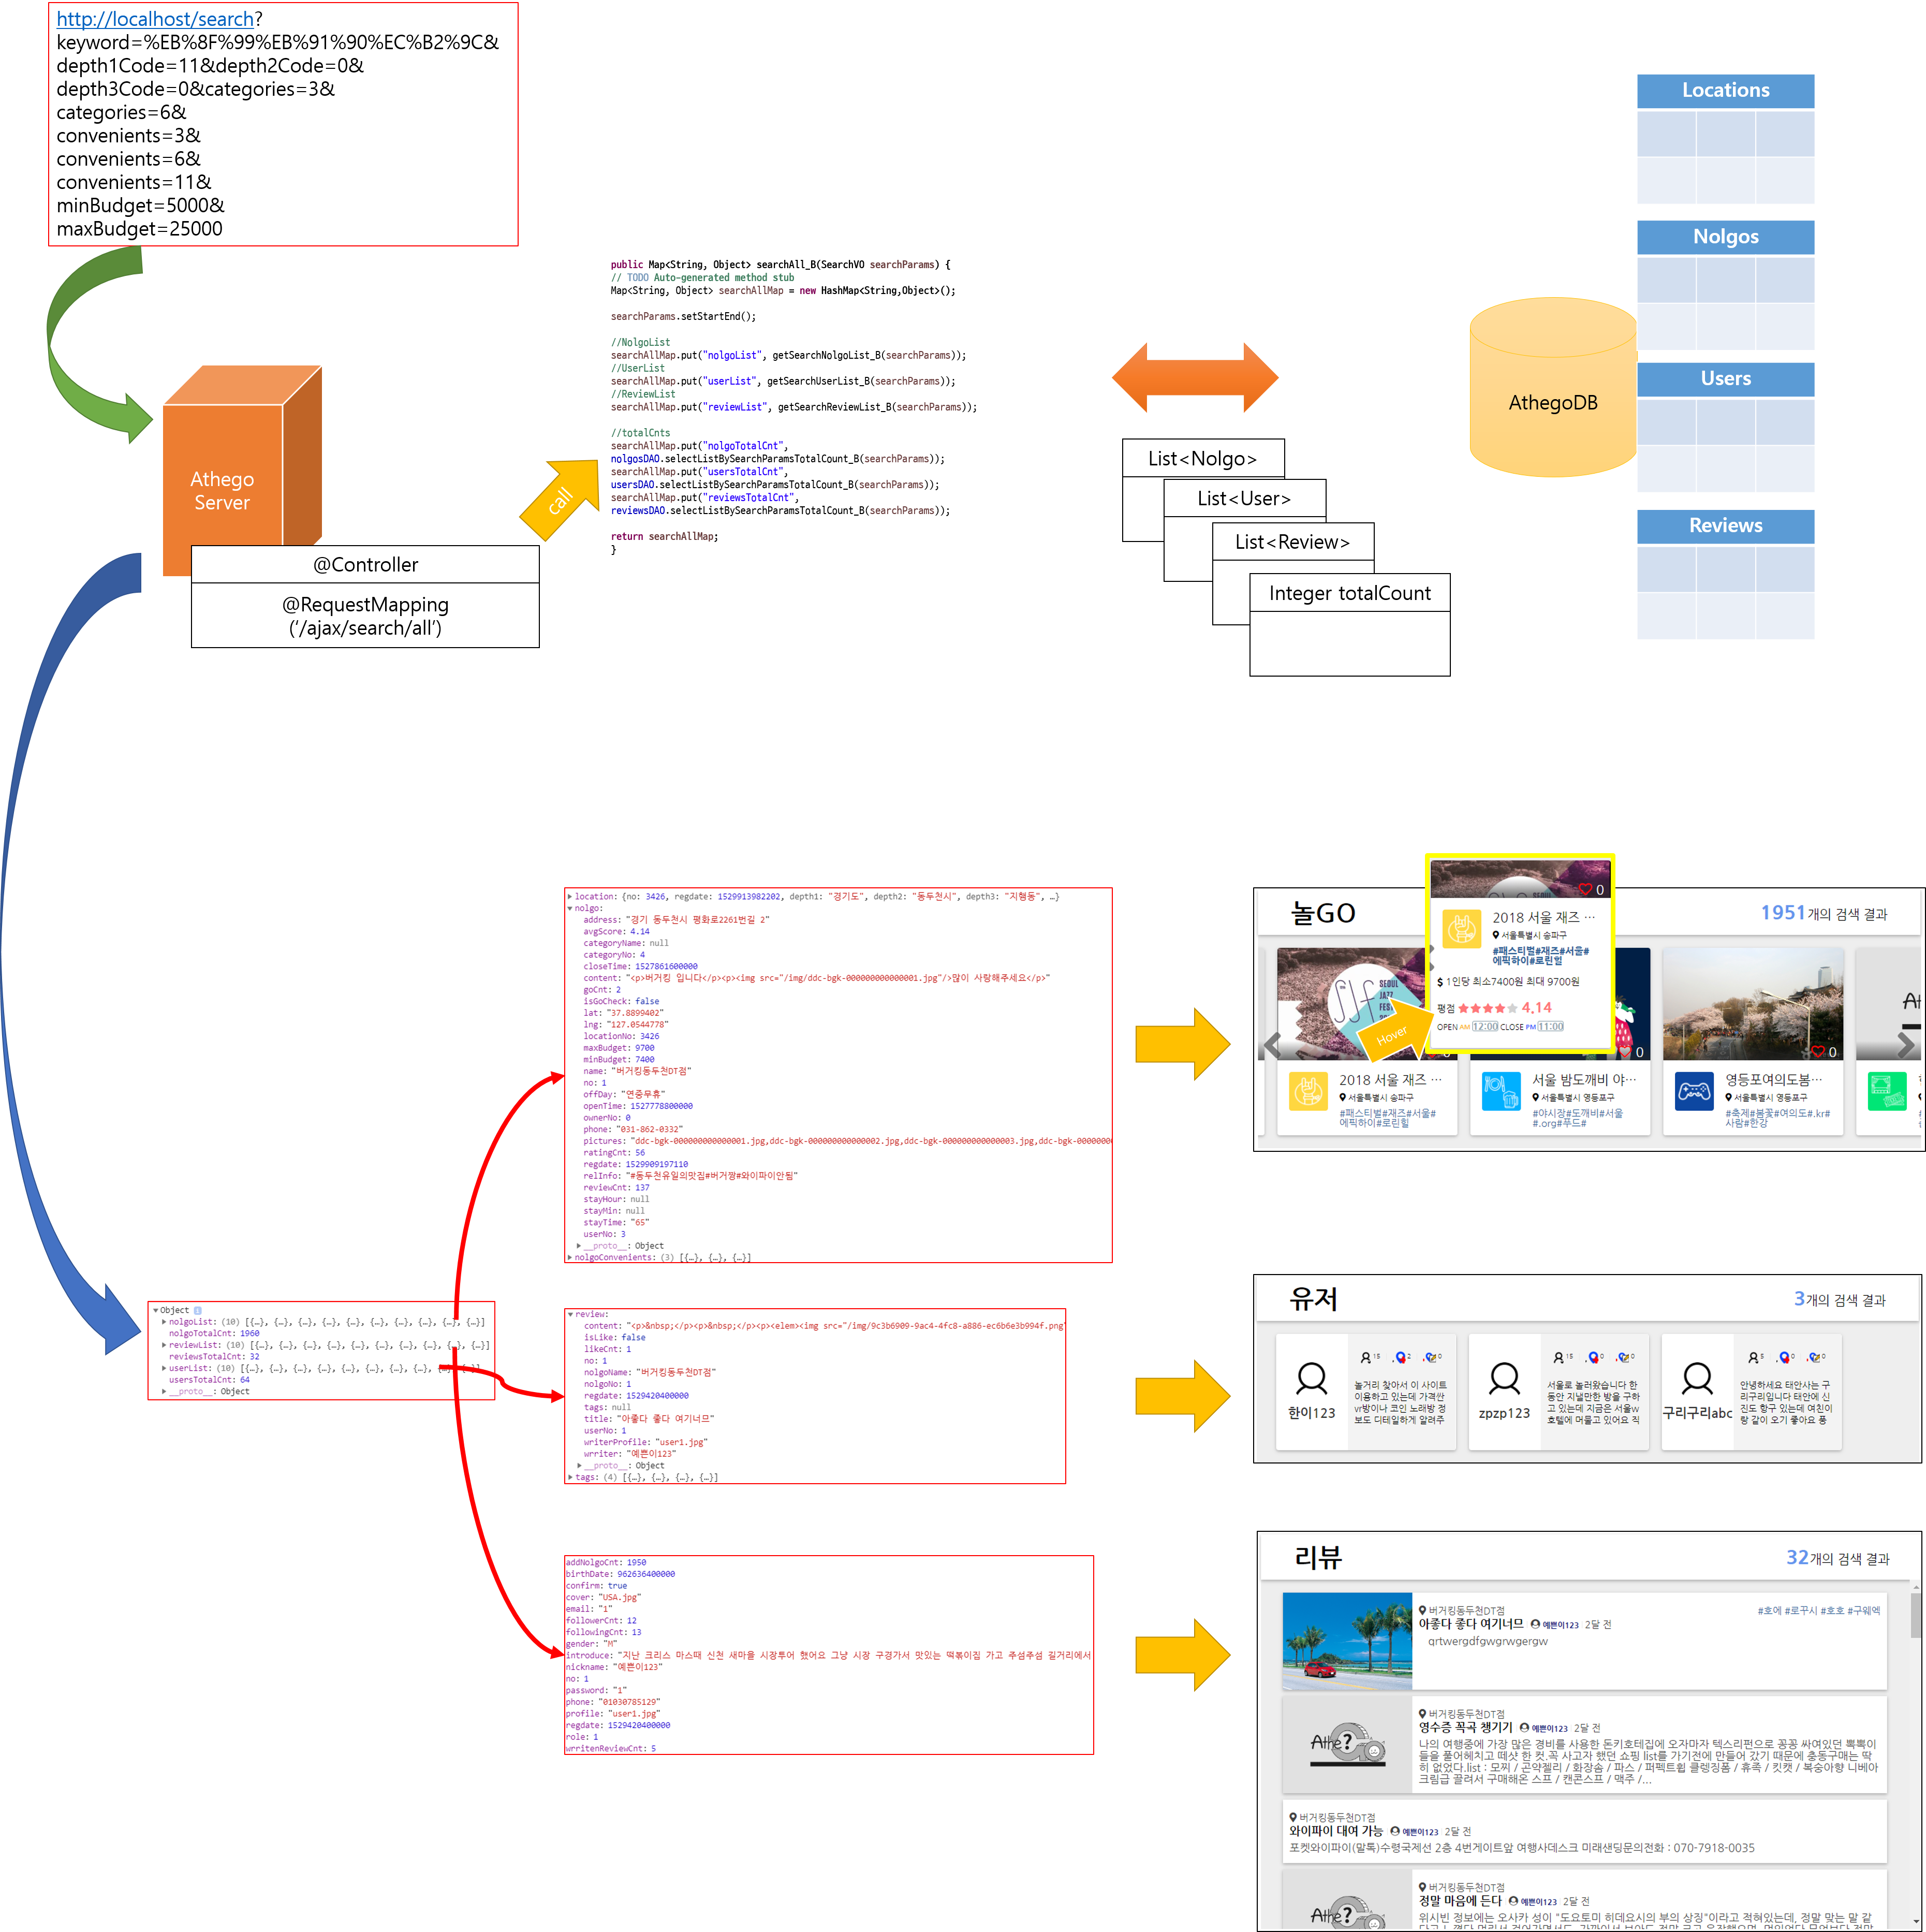 http://localhost/search?
keyword=%EB%8F%99%EB%91%90%EC%B2%9C&
depth1Code=11&depth2Code=0&
depth3Code=0&categories=3&
categories=6&
convenients=3&
convenients=6&
convenients=11&
minBudget=5000&
maxBudget=25000
Athego
Server
@Controller
@RequestMapping
(‘/ajax/search/all’)
call
public Map<String, Object> searchAll_B(SearchVO searchParams) {
// TODO Auto-generated method stub
Map<String, Object> searchAllMap = new HashMap<String,Object>();
searchParams.setStartEnd();
//NolgoList
searchAllMap.put("nolgoList", getSearchNolgoList_B(searchParams));
//UserList
searchAllMap.put("userList", getSearchUserList_B(searchParams));
//ReviewList
searchAllMap.put("reviewList", getSearchReviewList_B(searchParams));
//totalCnts
searchAllMap.put("nolgoTotalCnt",
nolgosDAO.selectListBySearchParamsTotalCount_B(searchParams));
searchAllMap.put("usersTotalCnt",
usersDAO.selectListBySearchParamsTotalCount_B(searchParams));
searchAllMap.put("reviewsTotalCnt",
reviewsDAO.selectListBySearchParamsTotalCount_B(searchParams));
return searchAllMap;
}
List<Nolgo>
List<User>
List<Review>
Integer totalCount
AthegoDB
Locations
Nolgos
Users
Reviews
Object
nolgoList: (10) [{…}, {…}, {…}, {…}, {…}, {…}, {…}, {…}, {…}, {…}]
nolgoTotalCnt: 1960
reviewList: (10) [{…}, {…}, {…}, {…}, {…}, {…}, {…}, {…}, {…}, {…}]
reviewsTotalCnt: 32
userList: (10) [{…}, {…}, {…}, {…}, {…}, {…}, {…}, {…}, {…}, {…}]
usersTotalCnt: 64
__proto__: Object
location: {no: 3426, regdate: 1529913982202, depth1: "경기도", depth2: "동두천시", depth3: "지행동", …}
nolgo:
address: "경기 동두천시 평화로2261번길 2"
avgScore: 4.14
categoryName: null
categoryNo: 4
closeTime: 1527861600000
content: "<p>버거킹 입니다</p><p><img src="/img/ddc-bgk-000000000000001.jpg"/>많이 사랑해주세요</p>"
goCnt: 2
isGoCheck: false
lat: "37.8899402"
lng: "127.0544778"
locationNo: 3426
maxBudget: 9700
minBudget: 7400
name: "버거킹동두천DT점"
no: 1
offDay: "연중무휴"
openTime: 1527778800000
ownerNo: 0
phone: "031-862-0332"
pictures: "ddc-bgk-000000000000001.jpg,ddc-bgk-000000000000002.jpg,ddc-bgk-000000000000003.jpg,ddc-bgk-00000000
ratingCnt: 56
regdate: 1529909197110
relInfo: "#동두천유일의맛집#버거짱#와이파이안됨"
reviewCnt: 137
stayHour: null
stayMin: null
stayTime: "65"
userNo: 3
__proto__: Object
nolgoConvenients: (3) [{…}, {…}, {…}]
review:
content: "<p>&nbsp;</p><p>&nbsp;</p><p><elem><img src="/img/9c3b6909-9ac4-4fc8-a886-ec6b6e3b994f.png"
isLike: false
likeCnt: 1
no: 1
nolgoName: "버거킹동두천DT점"
nolgoNo: 1
regdate: 1529420400000
tags: null
title: "아좋다 좋다 여기너므"
userNo: 1
writerProfile: "user1.jpg"
wrriter: "예쁜이123"
__proto__: Object
tags: (4) [{…}, {…}, {…}, {…}]
addNolgoCnt: 1950
birthDate: 962636400000
confirm: true
cover: "USA.jpg"
email: "1"
followerCnt: 12
followingCnt: 13
gender: "M"
introduce: "지난 크리스 마스때 신천 새마을 시장투어 했어요 그냥 시장 구경가서 맛있는 떡볶이집 가고 주섬주섬 길거리에서
nickname: "예쁜이123"
no: 1
password: "1"
phone: "01030785129"
profile: "user1.jpg"
regdate: 1529420400000
role: 1
wrritenReviewCnt: 5
놀GO
1951개의 검색 결과
0
2018 서울 재즈 …
서울특별시 송파구
#패스티벌#재즈#서울#
에픽하이#로린힐
$ 1인당 최소7400원 최대 9700원
평점 4.14
OPEN AM 12:00 CLOSE PM 11:00
Hover
SEOUL
JAZZ
0
0
2018 서울 재즈 …
서울특별시 송파구
#패스티벌#재즈#서울#
에픽하이#로린힐
서울 밤도깨비 야…
서울특별시 영등포구
#야시장#도깨비#서울
#.org#푸드#
영등포여의도봄…
서울특별시 영등포구
#축제#봄꽃#여의도#.kr#
사람#한강
유저
3개의 검색 결과
15 2 0
한이123
놀거리 찾아서 이 사이트
이용하고 있는데 가격싼
vr방이나 코인 노래방 정
보도 디테일하게 알려주
15 0 0
zpzp123
서울로 놀러왔습니다 한
동안 지낼만한 방을 구하
고 있는데 지금은 서울w
호텔에 머물고 있어요 직
5 0 0
구리구리abc
안녕하세요 태안사는 구
리구리입니다 태안에 신
진도 항구 있는데 여친이
랑 같이 오기 좋아요 풍
리뷰
32개의 검색 결과
버거킹동두천DT점
#호에 #로꾸시 #호호 #구웨엑
아좋다 좋다 여기너므 예쁜이123 2달 전
qrtwergdfgwgrwgergw
Athe?
버거킹동두천DT점
영수증 꼭곡 챙기기 예쁜이123 2달 전
나의 여행중에 가장 많은 경비를 사용한 돈키호테집에 오자마자 텍스리펀으로 꽁꽁 싸여있던 뽁뽁이
들을 풀어헤치고 떼샷 한 컷.꼭 사고자 했던 쇼핑 list를 가기전에 만들어 갔기 때문에 충동구매는 딱
히 없었다.list : 모찌 / 곤약젤리 / 화장솜 / 파스 / 퍼펙트휩 클렝징폼 / 휴족 / 킷캣 / 복숭아향 니베아
크림급 끌려서 구매해온 스프 / 캔콘스프 / 맥주 /…
버거킹동두천DT점
와이파이 대여 가능 예쁜이123 2달 전
포켓와이파이(말톡)수령국제선 2층 4번게이트앞 여행사데스크 미래샌딩문의전화 : 070-7918-0035
Athe?
버거킹동두천DT점
정말 마음에 든다 예쁜이123 2달 전
위시빈 정보에는 오사카 성이 "도요토미 히데요시의 부의 상징"이라고 적혀있는데, 정말 맞는 말 같